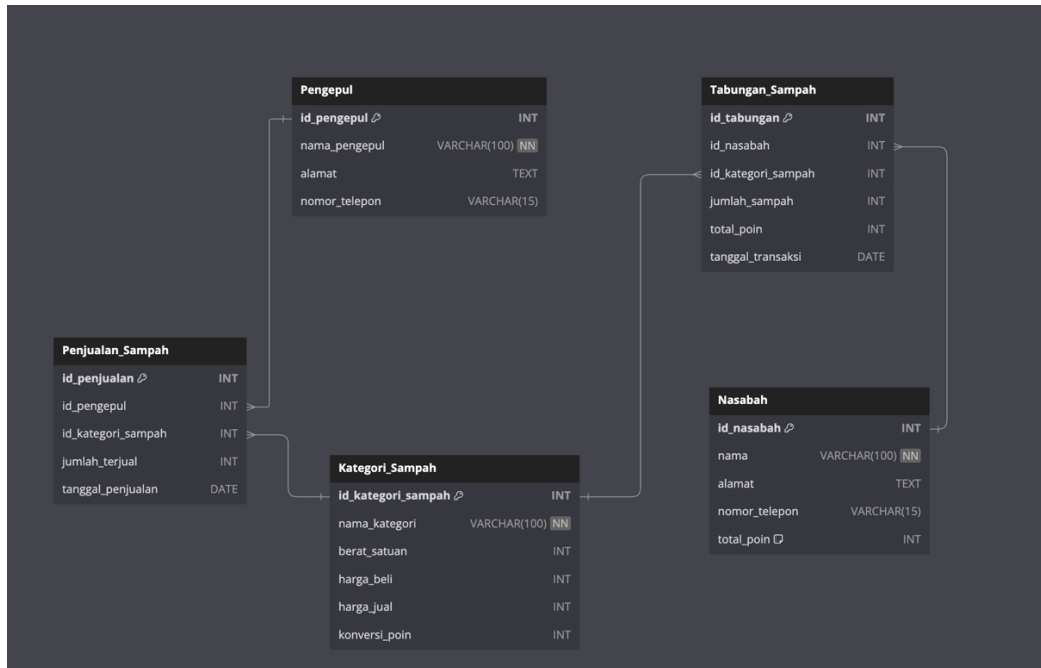 Pengepul
id_pengepul INT
nama_pengepul VARCHAR(100) NN
alamat TEXT
nomor_telepon VARCHAR(15)
Tabungan_Sampah
id_tabungan INT
id_nasabah INT
id_kategori_sampah INT
jumlah_sampah INT
total_poin INT
tanggal_transaksi DATE
Penjualan_Sampah
id_penjualan INT
id_pengepul INT
id_kategori_sampah INT
jumlah_terjual INT
tanggal_penjualan DATE
Kategori_Sampah
id_kategori_sampah INT
nama_kategori VARCHAR(100) NN
berat_satuan INT
harga_beli INT
harga_jual INT
konversi_poin INT
Nasabah
id_nasabah INT
nama VARCHAR(100) NN
alamat TEXT
nomor_telepon VARCHAR(15)
total_poin INT